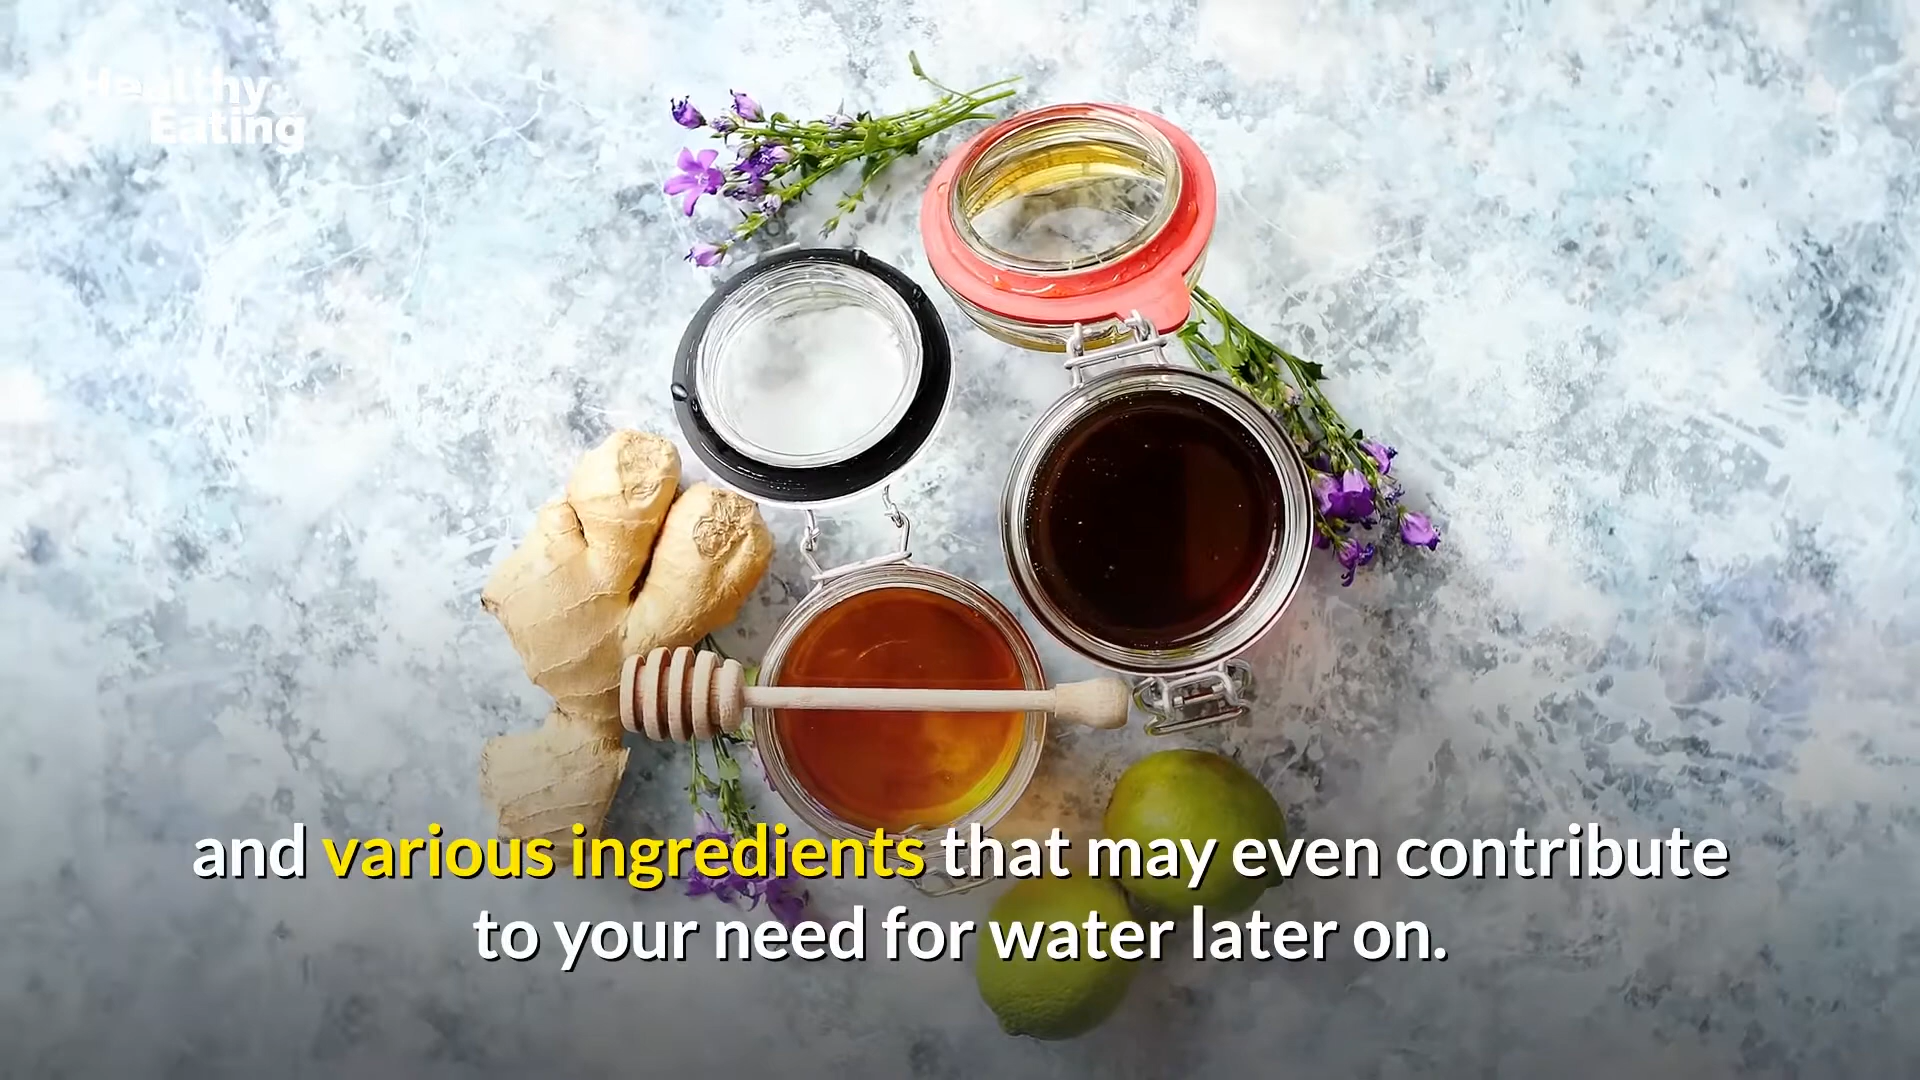 Healthy
Eating
and various ingredients that may even contribute
to your need for water later on.